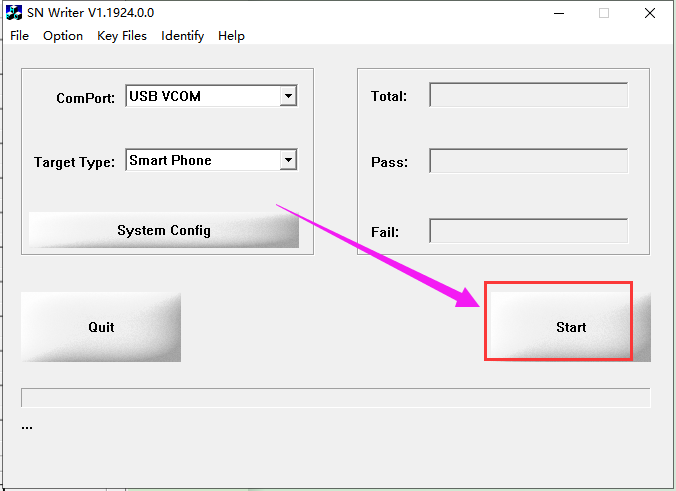 SN Writer V1.1924.0.0
File Option Key Files Identify Help
ComPort: USB VCOM
Target Type: Smart Phone
System Config
Total:
Pass:
Fail:
Quit
Start
...